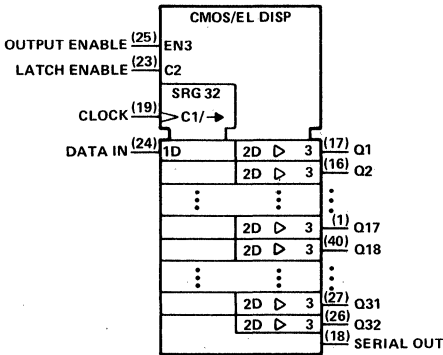 CMOS/EL DISP
OUTPUT ENABLE (25) EN3
LATCH ENABLE (23) C2
SRG 32
CLOCK (19) C1/→
DATA IN (24) 1D 2D ▷ 3 (17) Q1
2D ▷ 3 (16) Q2
2D ▷ 3 (1) Q17
2D ▷ 3 (40) Q18
2D ▷ 3 (27) Q31
2D ▷ 3 (26) Q32
(18) SERIAL OUT